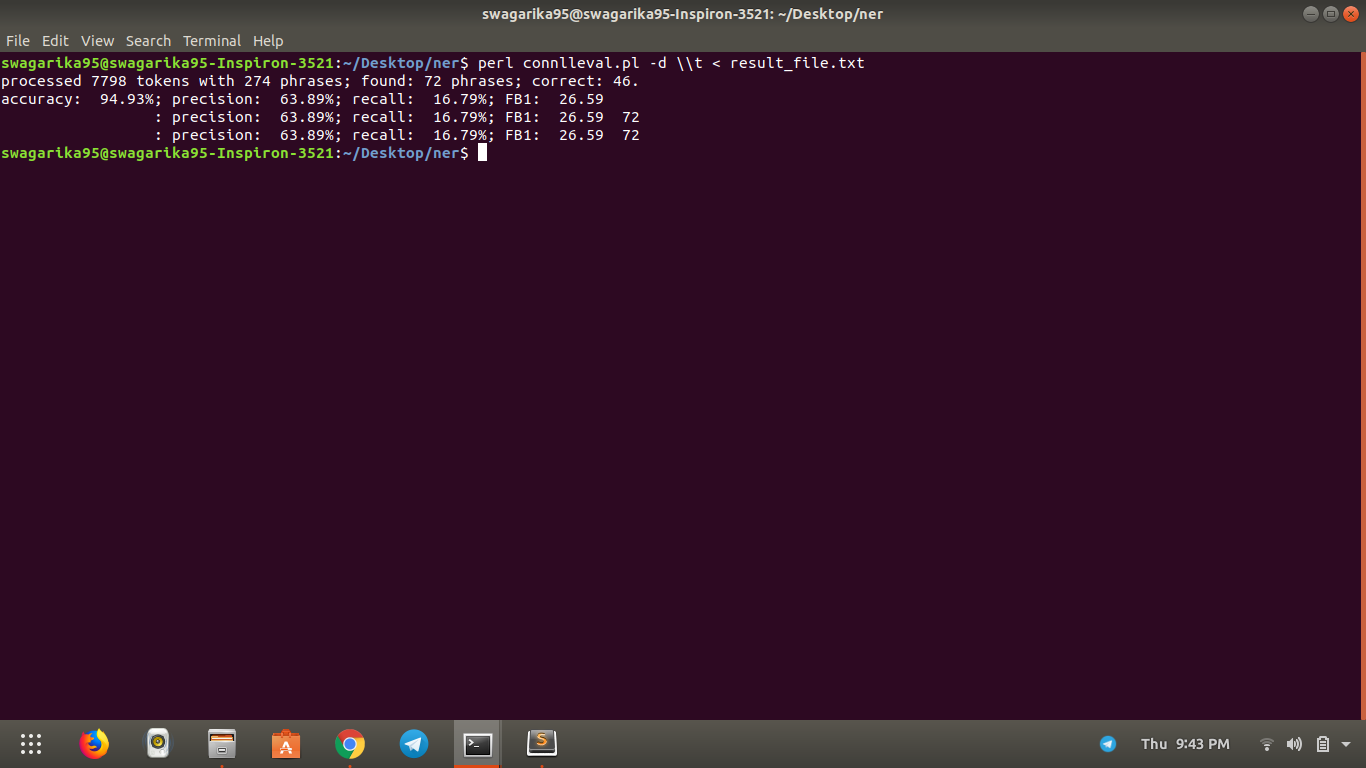 swagarika95@swagarika95-Inspiron-3521: ~/Desktop/ner
File Edit View Search Terminal Help
swagarika95@swagarika95-Inspiron-3521:~/Desktop/ner$ perl connlleval.pl -d \\t < result_file.txt
processed 7798 tokens with 274 phrases; found: 72 phrases; correct: 46.
accuracy:  94.93%; precision:  63.89%; recall:  16.79%; FB1:  26.59
                 : precision:  63.89%; recall:  16.79%; FB1:  26.59  72
                 : precision:  63.89%; recall:  16.79%; FB1:  26.59  72
swagarika95@swagarika95-Inspiron-3521:~/Desktop/ner$
Thu 9:43 PM